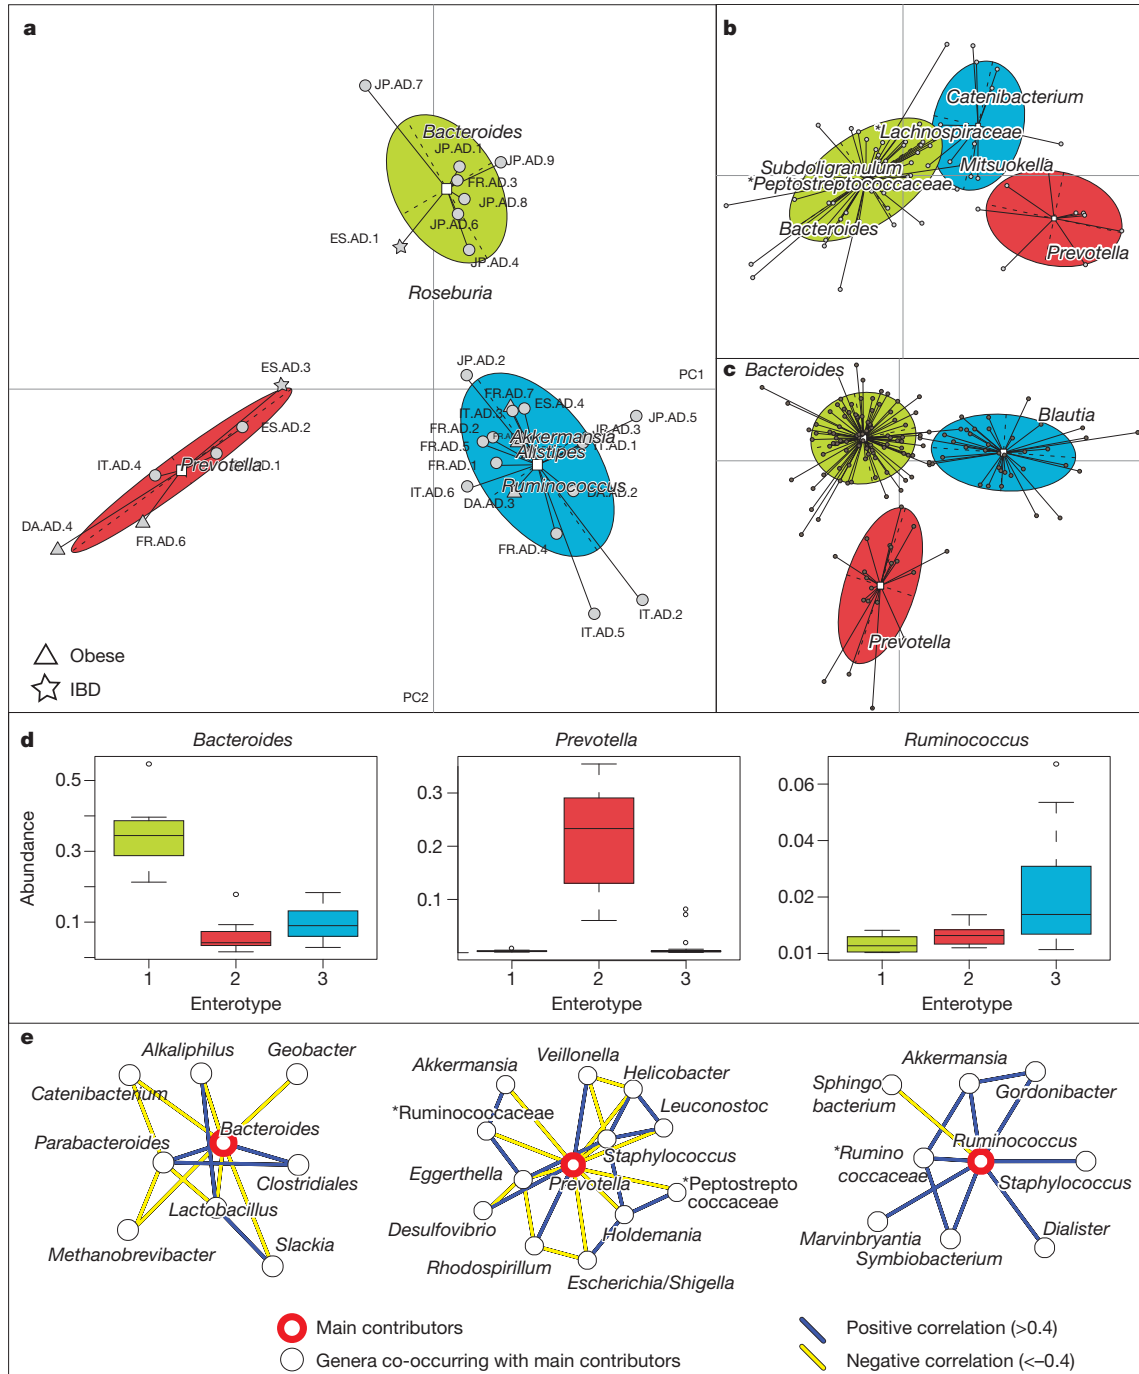 a
JP.AD.7
Bacteroides
JP.AD.1
JP.AD.9
FR.AD.3
JP.AD.8
JP.AD.6
ES.AD.1
JP.AD.4
Roseburia
ES.AD.3
JP.AD.2
PC1
FR.AD.7
IT.AD.3
ES.AD.4
JP.AD.5
ES.AD.2
FR.AD.2
JP.AD.3
Akkermansia
FR.AD.5
IT.AD.1
Alistipes
IT.AD.4
Prevotella
AD.1
FR.AD.1
Ruminococcus
IT.AD.6
DA.AD.2
DA.AD.3
DA.AD.4
FR.AD.6
FR.AD.4
IT.AD.2
IT.AD.5
Obese
IBD
PC2
b
Catenibacterium
*Lachnospiraceae
Subdoligranulum
Mitsuokella
*Peptostreptococcaceae
Bacteroides
Prevotella
c
Bacteroides
Blautia
Prevotella
d
Bacteroides
Prevotella
Ruminococcus
Abundance
0.5
0.3
0.1
1 2 3
Enterotype
0.3
0.2
0.1
1 2 3
Enterotype
0.06
0.04
0.02
0.01
1 2 3
Enterotype
e
Alkaliphilus
Geobacter
Catenibacterium
Bacteroides
Parabacteroides
Clostridiales
Lactobacillus
Methanobrevibacter
Slackia
Veillonella
Akkermansia
Helicobacter
*Ruminococcaceae
Leuconostoc
Staphylococcus
Eggerthella
Prevotella
*Peptostrepto
coccaceae
Desulfovibrio
Holdemania
Rhodospirillum
Escherichia/Shigella
Akkermansia
Sphingo
bacterium
Gordonibacter
Ruminococcus
*Rumino
coccaceae
Staphylococcus
Marvinbryantia
Dialister
Symbiobacterium
Main contributors
Genera co-occurring with main contributors
Positive correlation (>0.4)
Negative correlation (<−0.4)